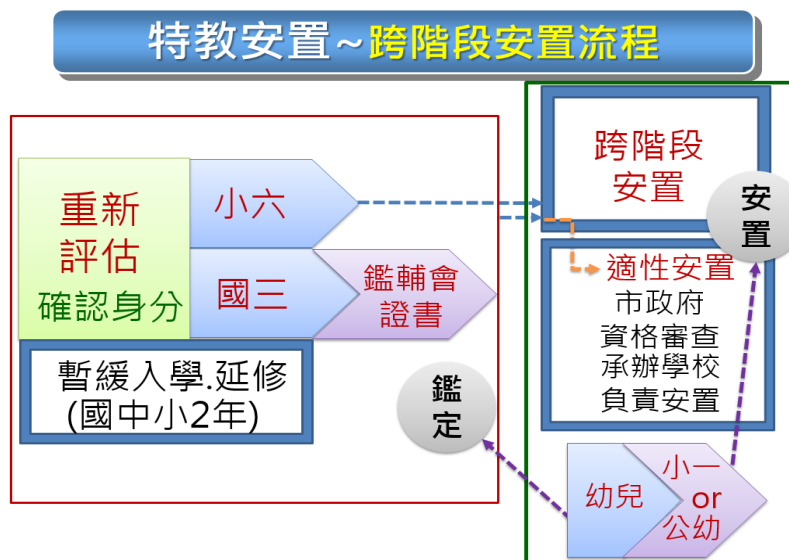 特教安置~跨階段安置流程
重新
評估
確認身分
小六
國三
鑑輔會
證書
暫緩入學.延修
(國中小2年)
鑑
定
跨階段
安置
安
置
適性安置
市政府
資格審查
承辦學校
負責安置
幼兒
小一
or
公幼